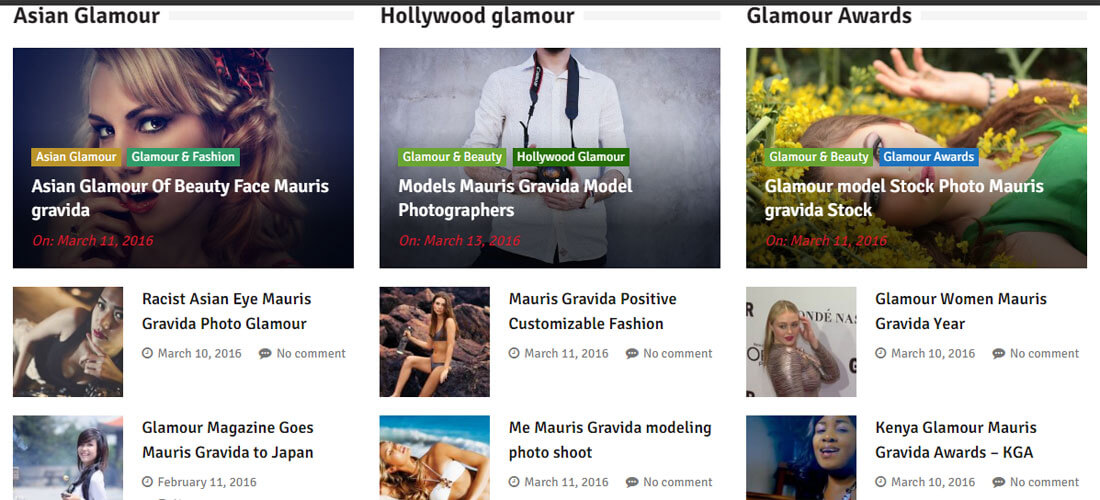 Asian Glamour
Asian Glamour Glamour & Fashion
Asian Glamour Of Beauty Face Mauris
gravida
On: March 11, 2016
Racist Asian Eye Mauris
Gravida Photo Glamour
March 10, 2016 No comment
Glamour Magazine Goes
Mauris Gravida to Japan
February 11, 2016
Hollywood glamour
Glamour & Beauty Hollywood Glamour
Models Mauris Gravida Model
Photographers
On: March 13, 2016
Mauris Gravida Positive
Customizable Fashion
March 11, 2016 No comment
Me Mauris Gravida modeling
photo shoot
March 11, 2016 No comment
Glamour Awards
Glamour & Beauty Glamour Awards
Glamour model Stock Photo Mauris
gravida Stock
On: March 11, 2016
ONDÉ NAS
Glamour Women Mauris
Gravida Year
March 10, 2016 No comment
Kenya Glamour Mauris
Gravida Awards – KGA
March 11, 2016 No comment